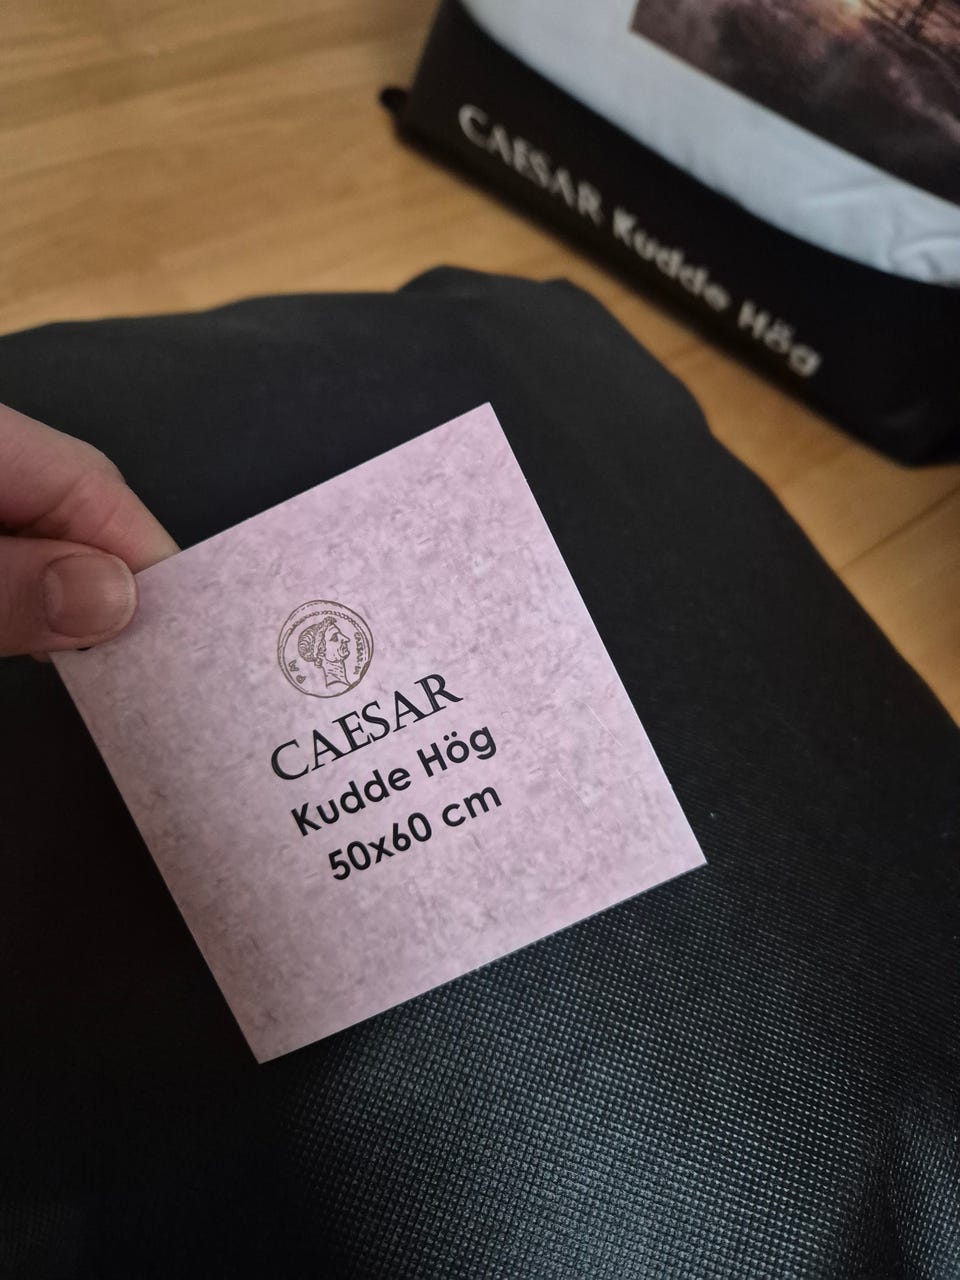 CAESAR Kudde Hög
CAESAR
Kudde Hög
50x60 cm